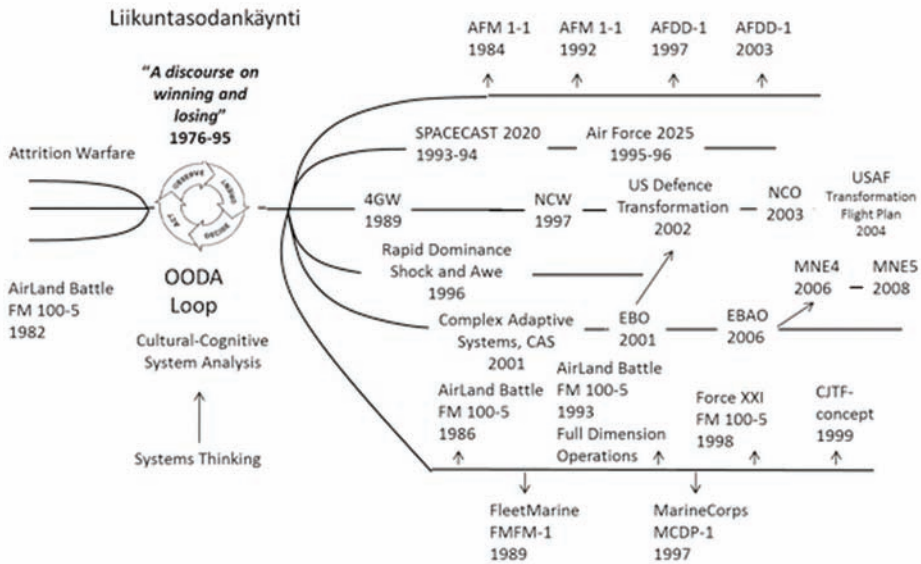 Liikuntasodankäynti
"A discourse on
winning and
losing"
1976-95
Attrition Warfare
OBSERVE
ORIENT
DECIDE
ACT
AirLand Battle
FM 100-5
1982
OODA
Loop
Cultural-Cognitive
System Analysis
Systems Thinking
AFM 1-1
1984
AFM 1-1
1992
AFDD-1
1997
AFDD-1
2003
SPACECAST 2020
1993-94
Air Force 2025
1995-96
4GW
1989
NCW
1997
US Defence
Transformation
2002
NCO
2003
USAF
Transformation
Flight Plan
2004
Rapid Dominance
Shock and Awe
1996
MNE4
2006
MNE5
2008
Complex Adaptive
Systems, CAS
2001
EBO
2001
EBAO
2006
AirLand Battle
FM 100-5
1986
AirLand Battle
FM 100-5
1993
Full Dimension
Operations
Force XXI
FM 100-5
1998
CJTF-
concept
1999
FleetMarine
FMFM-1
1989
MarineCorps
MCDP-1
1997